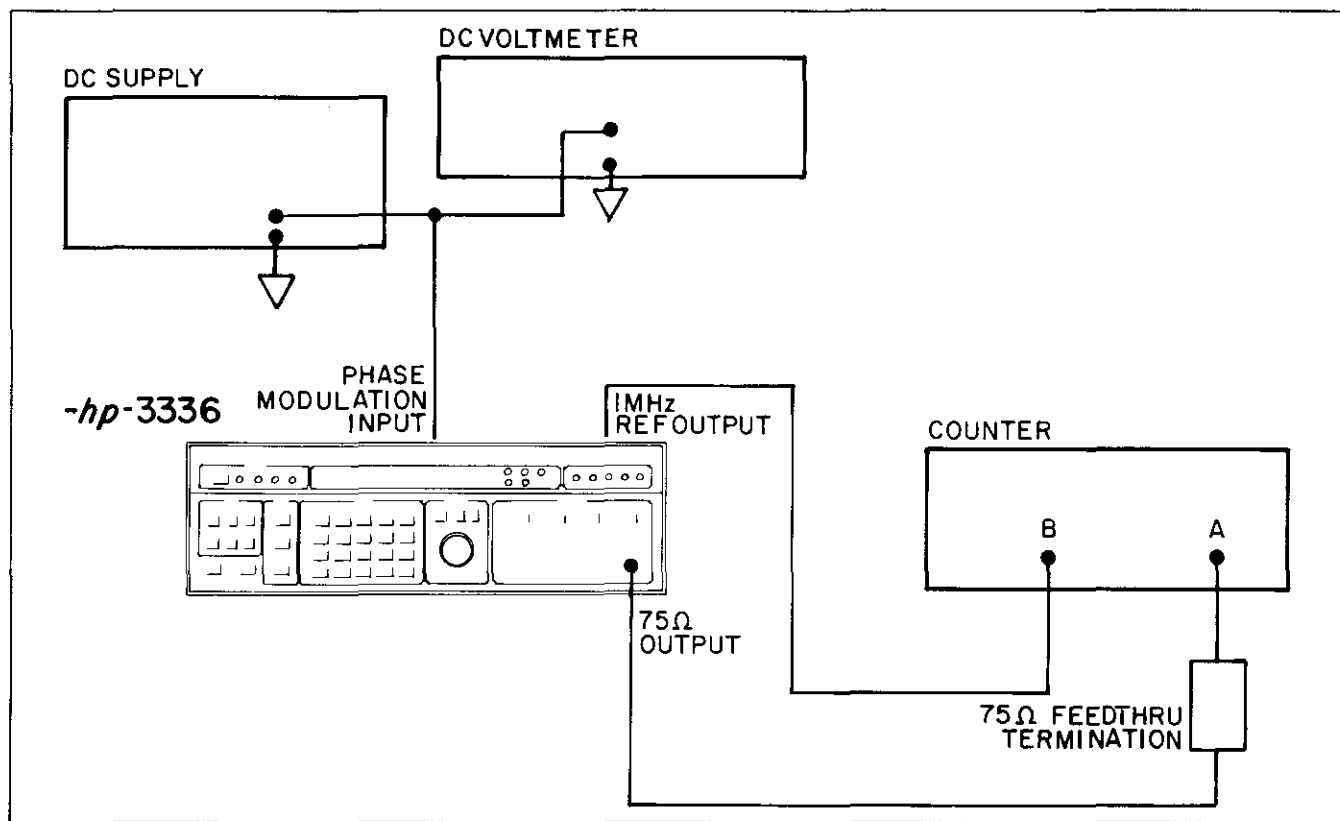 DC VOLTMETER
DC SUPPLY
PHASE
MODULATION
INPUT
-hp-3336
1MHz
REF OUTPUT
COUNTER
B
A
75Ω
OUTPUT
75Ω FEEDTHRU
TERMINATION